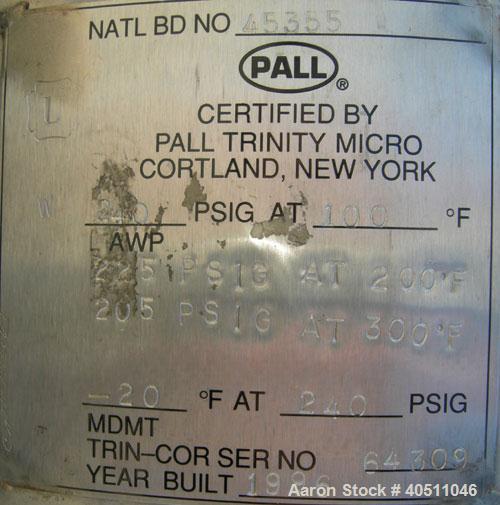 NATL BD NO 45355
PALL ®
CERTIFIED BY
PALL TRINITY MICRO
CORTLAND, NEW YORK
W 240 PSIG AT 100 °F
MAWP
225 PSIG AT 200°F
205 PSIG AT 300°F
-20 °F AT 240 PSIG
MDMT
TRIN-COR SER NO 64309
YEAR BUILT 1986
Aaron Stock # 40511046